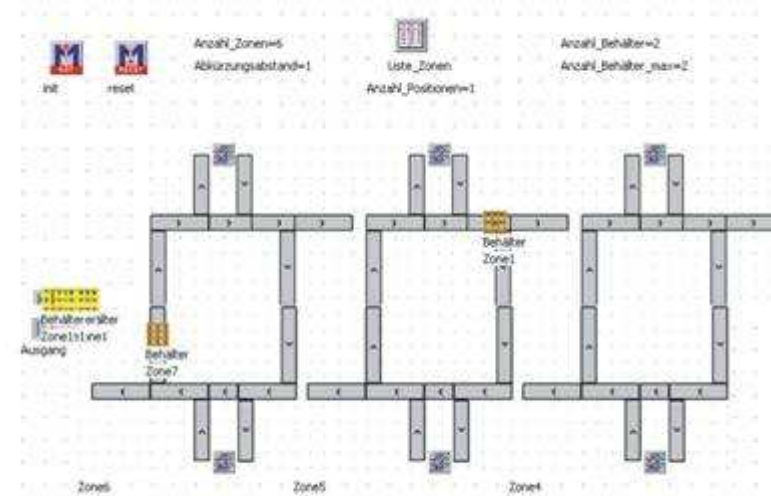 Anzahl_Zonen=6
Anzahl_Behälter=2
Abkürzungsabstand=1
Liste_Zonen
Anzahl_Behälter_max=2
init
reset
Anzahl_Positionen=1
Behälter
Zone1
Ausgang
Behälter
Zone7
Zone6
Zone5
Zone4